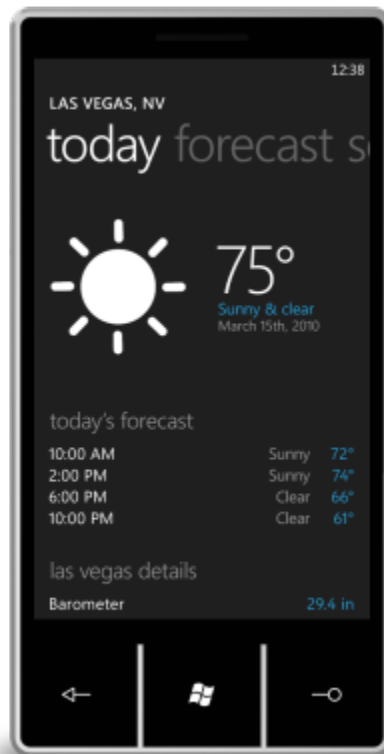 12:38
LAS VEGAS, NV
today forecast s
75°
Sunny & clear
March 15th, 2010
today's forecast
10:00 AM Sunny 72°
2:00 PM Sunny 74°
6:00 PM Clear 66°
10:00 PM Clear 61°
las vegas details
Barometer 29.4 in